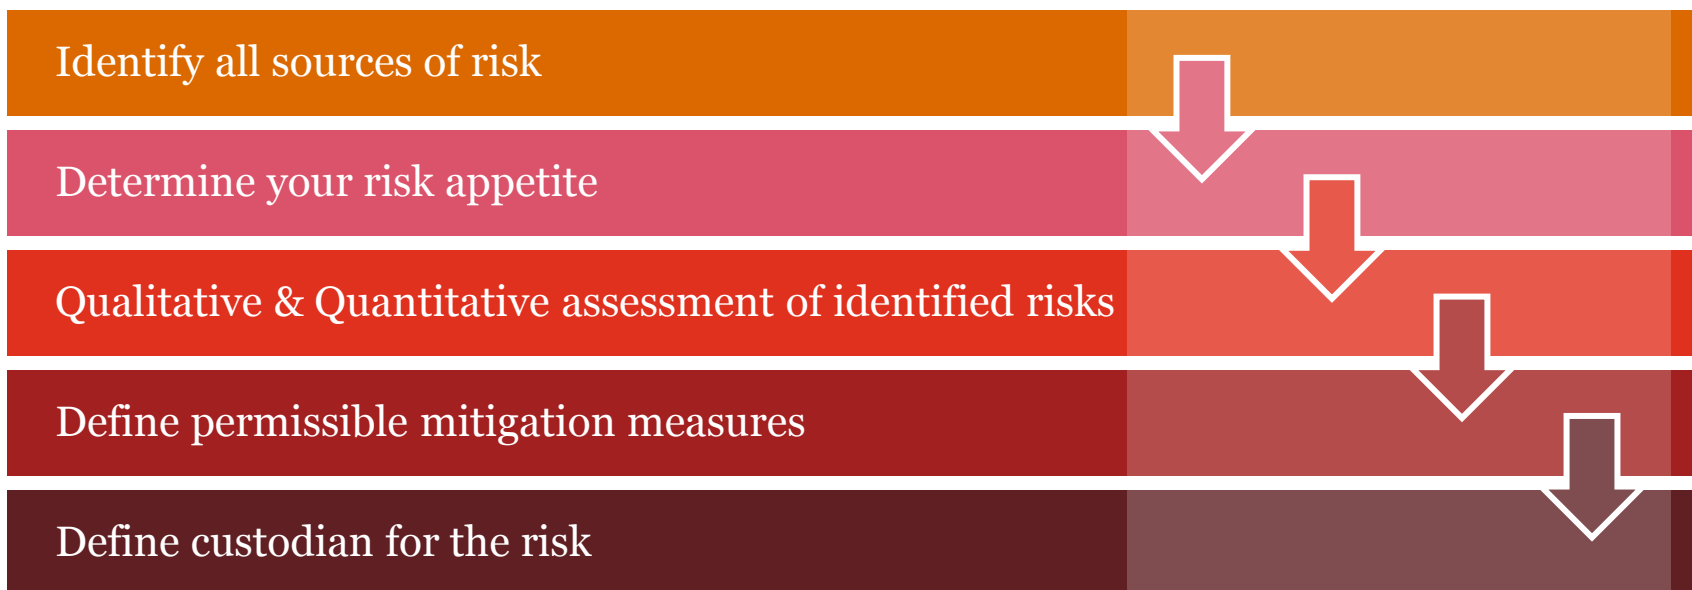 Identify all sources of risk
Determine your risk appetite
Qualitative & Quantitative assessment of identified risks
Define permissible mitigation measures
Define custodian for the risk